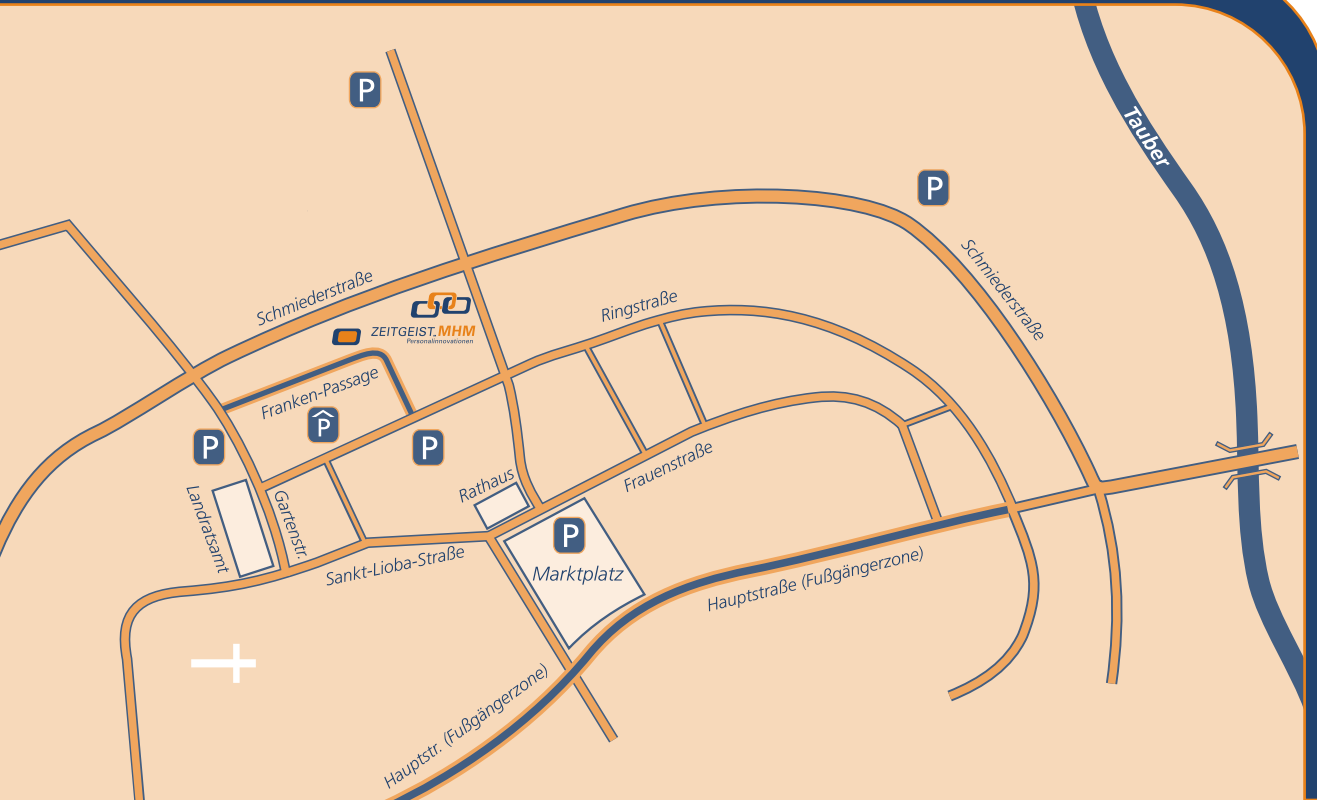 P
Tauber
P
Schmiederstraße
Schmiederstraße
Ringstraße
ZEITGEIST.MHM
Personalinnovationen
Franken-Passage
P
P
P
Frauenstraße
Rathaus
Landratsamt
Gartenstr.
P
Sankt-Lioba-Straße
Marktplatz
Hauptstraße (Fußgängerzone)
Hauptstr. (Fußgängerzone)